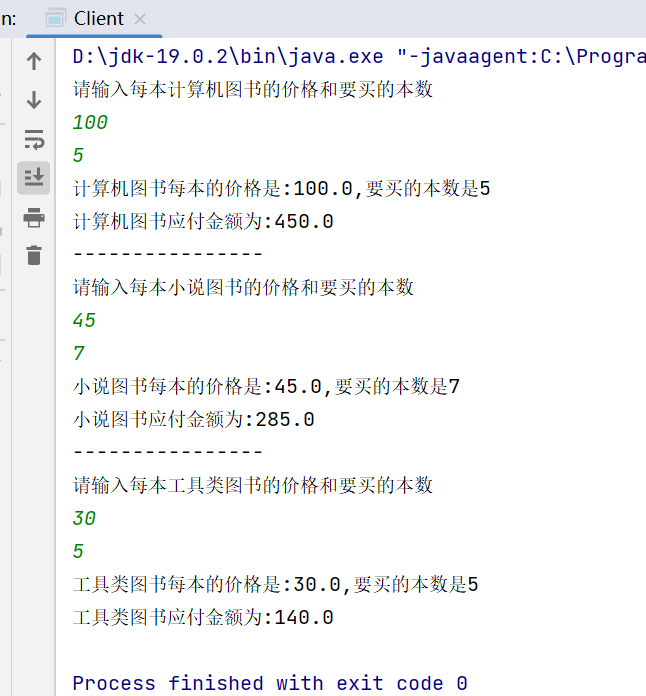 n: Client
D:\jdk-19.0.2\bin\java.exe "-javaagent:C:\Progra
请输入每本计算机图书的价格和要买的本数
100
5
计算机图书每本的价格是:100.0,要买的本数是5
计算机图书应付金额为:450.0
----------------
请输入每本小说图书的价格和要买的本数
45
7
小说图书每本的价格是:45.0,要买的本数是7
小说图书应付金额为:285.0
----------------
请输入每本工具类图书的价格和要买的本数
30
5
工具类图书每本的价格是:30.0,要买的本数是5
工具类图书应付金额为:140.0
Process finished with exit code 0